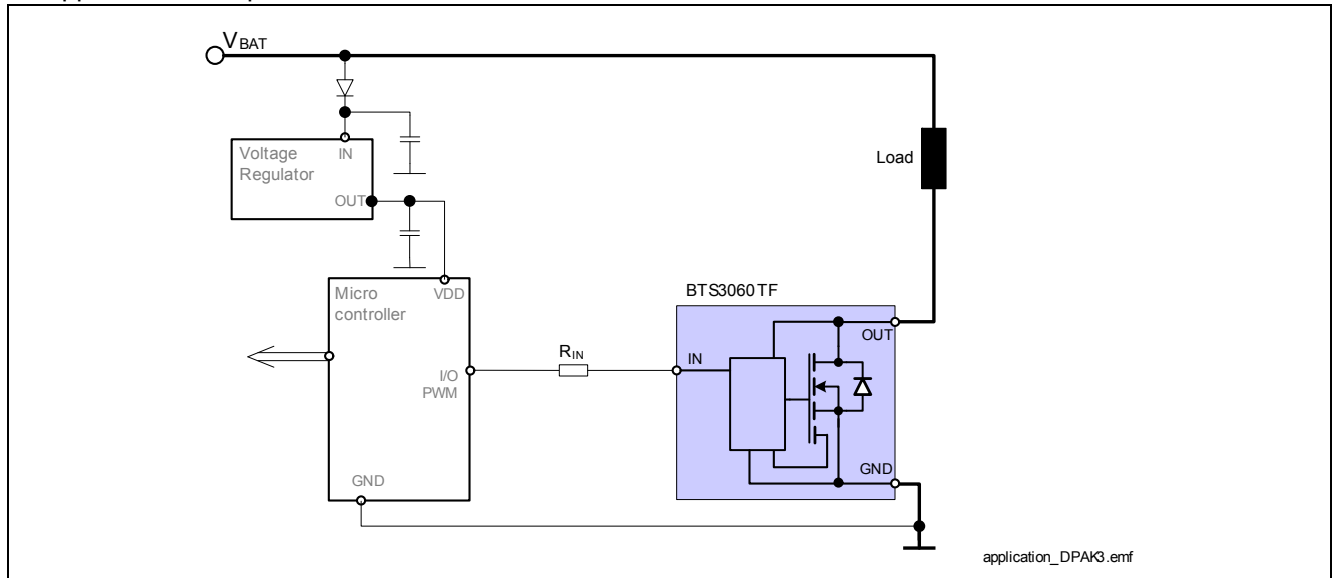 VBAT
Voltage
Regulator
IN
OUT
Load
Micro
controller
VDD
I/O
PWM
GND
RIN
BTS3060TF
IN
OUT
GND
application_DPAK3.emf